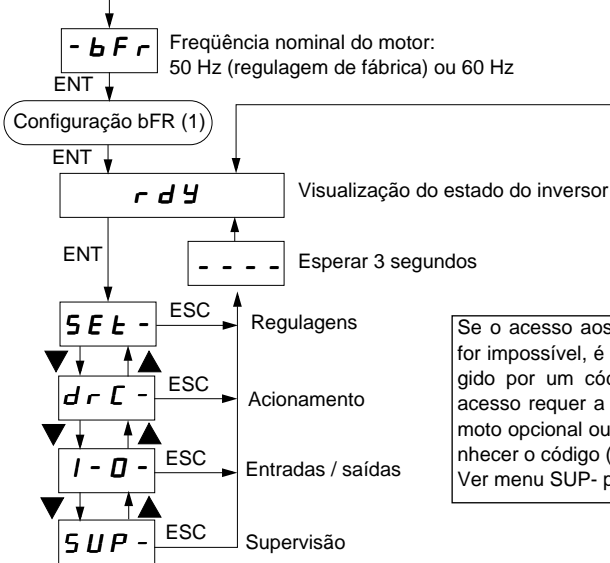 - bFr
Freqüência nominal do motor:
50 Hz (regulagem de fábrica) ou 60 Hz
ENT
Configuração bFR (1)
ENT
rdY
Visualização do estado do inversor
ENT
- - - -
Esperar 3 segundos
SEt -
ESC
Regulagens
drC -
ESC
Acionamento
I-O -
ESC
Entradas / saídas
SUP -
ESC
Supervisão
Se o acesso aos
for impossível, é
gido por um có
acesso requer a
moto opcional ou
nhecer o código (
Ver menu SUP- p